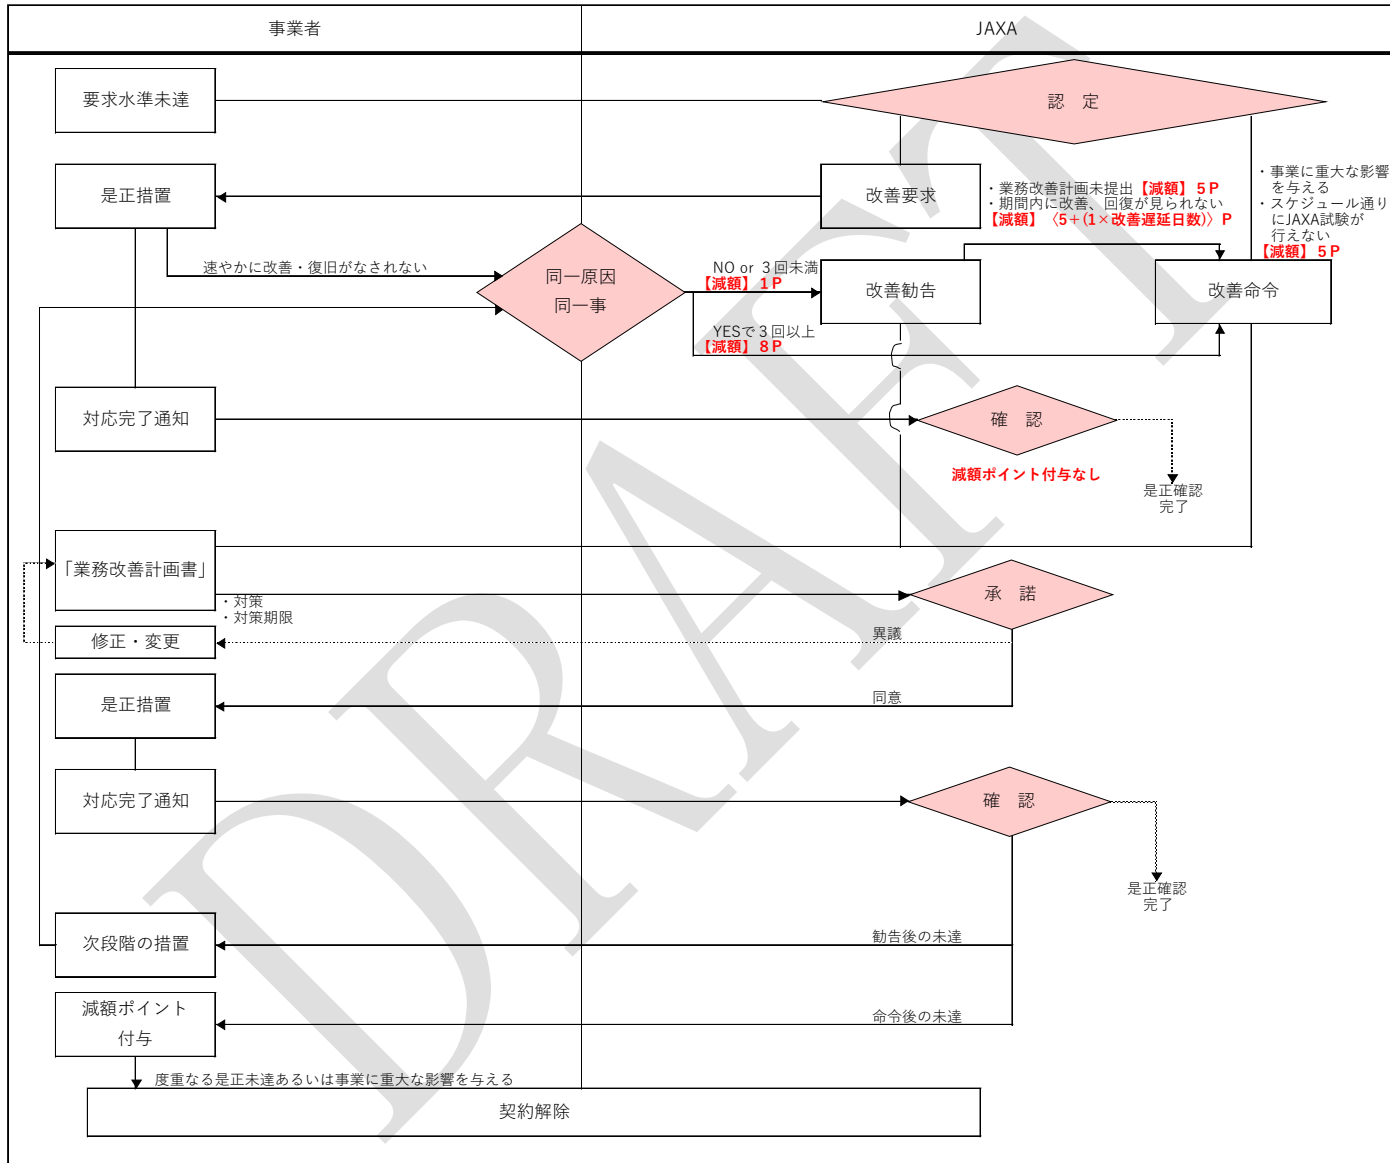 事業者
JAXA
要求水準未達
認　定
是正措置
改善要求
・業務改善計画未提出【減額】５Ｐ
・期間内に改善、回復が見られない
【減額】〈5＋(1×改善遅延日数)〉Ｐ
・事業に重大な影響
を与える
・スケジュール通り
にJAXA試験が
行えない
【減額】５Ｐ
速やかに改善・復旧がなされない
同一原因
同一事
NO or ３回未満
【減額】１Ｐ
改善勧告
改善命令
YESで３回以上
【減額】８Ｐ
対応完了通知
確　認
減額ポイント付与なし
是正確認
完了
「業務改善計画書」
承　諾
・対策
・対策期限
修正・変更
異議
是正措置
同意
対応完了通知
確　認
是正確認
完了
次段階の措置
勧告後の未達
減額ポイント
付与
命令後の未達
度重なる是正未達あるいは事業に重大な影響を与える
契約解除
DRAFT